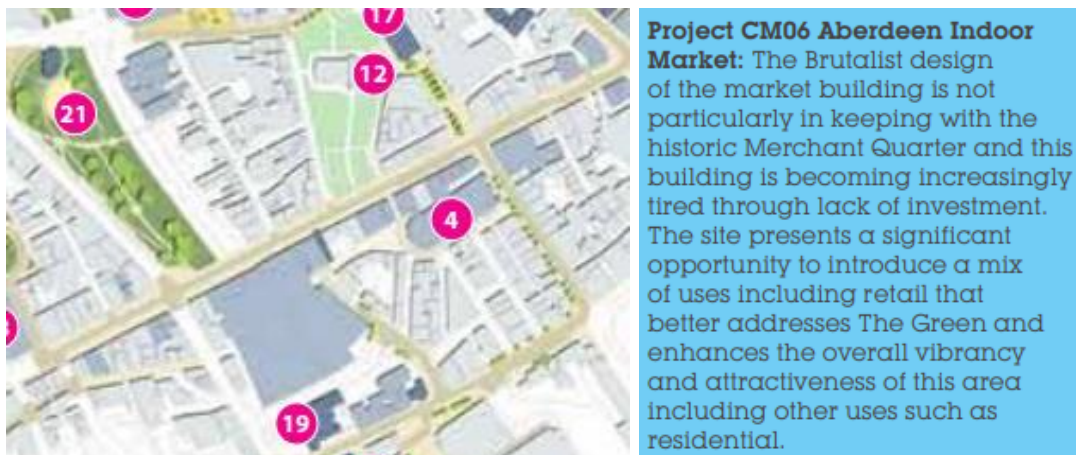 17
12
21
4
19
Project CM06 Aberdeen Indoor
Market: The Brutalist design
of the market building is not
particularly in keeping with the
historic Merchant Quarter and this
building is becoming increasingly
tired through lack of investment.
The site presents a significant
opportunity to introduce a mix
of uses including retail that
better addresses The Green and
enhances the overall vibrancy
and attractiveness of this area
including other uses such as
residential.